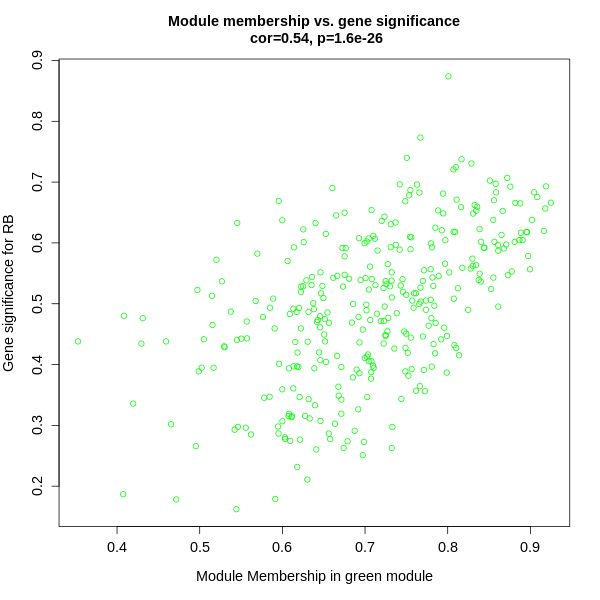 Module membership vs. gene significance
cor=0.54, p=1.6e-26
Gene significance for RB
0.9
0.8
0.7
0.6
0.5
0.4
0.3
0.2
0.4 0.5 0.6 0.7 0.8 0.9
Module Membership in green module